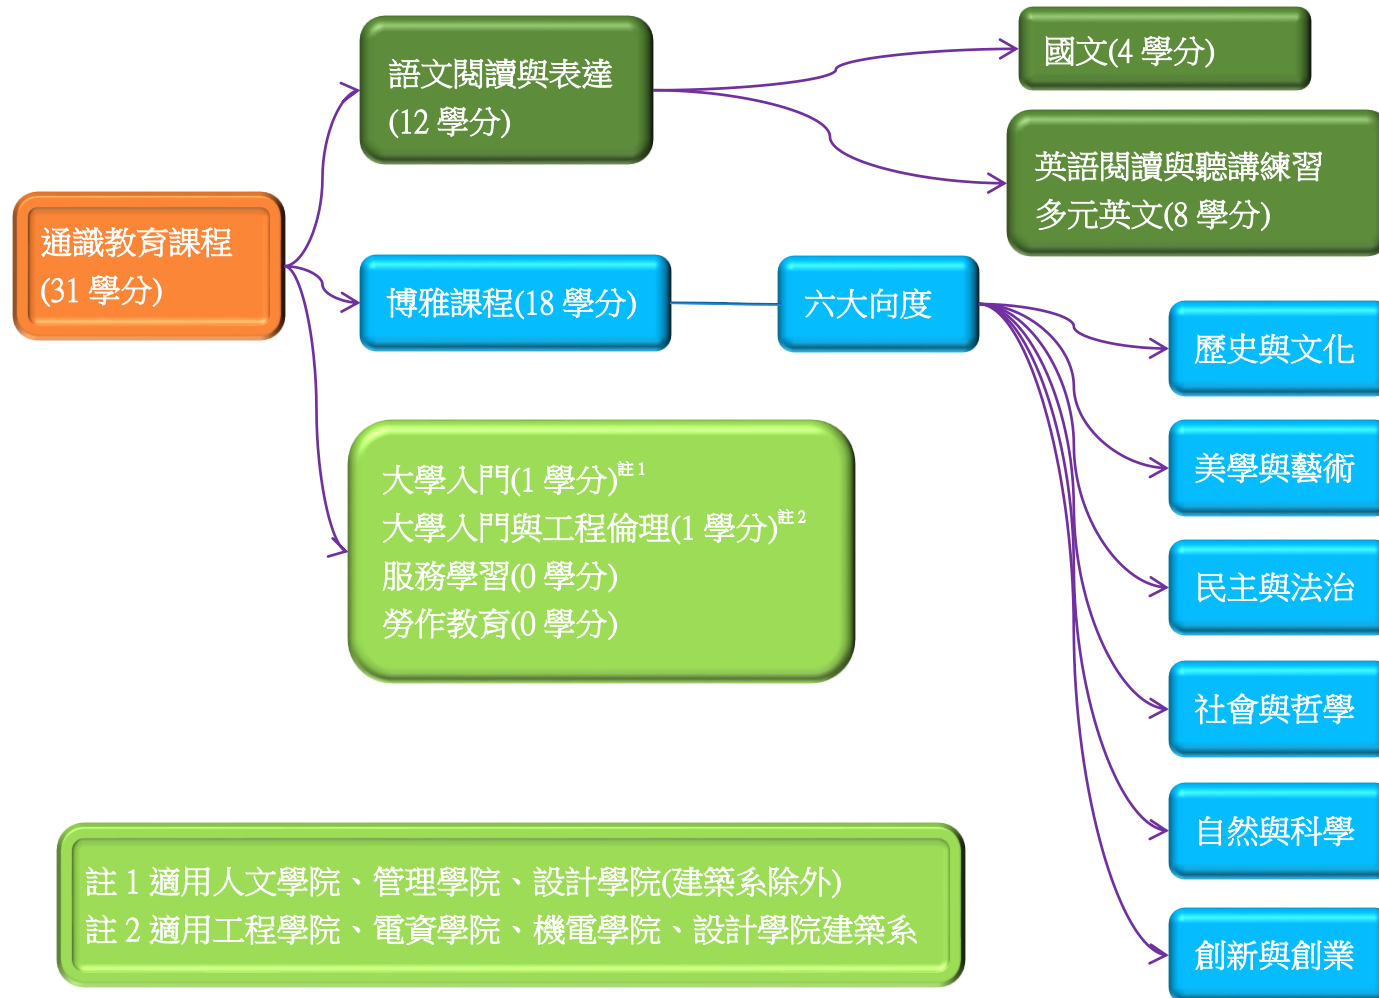 通識教育課程
(31 學分)
語文閱讀與表達
(12 學分)
國文(4 學分)
英語閱讀與聽講練習
多元英文(8 學分)
博雅課程(18 學分)
六大向度
歷史與文化
美學與藝術
民主與法治
社會與哲學
自然與科學
創新與創業
大學入門(1 學分)註 1
大學入門與工程倫理(1 學分)註 2
服務學習(0 學分)
勞作教育(0 學分)
註 1 適用人文學院、管理學院、設計學院(建築系除外)
註 2 適用工程學院、電資學院、機電學院、設計學院建築系